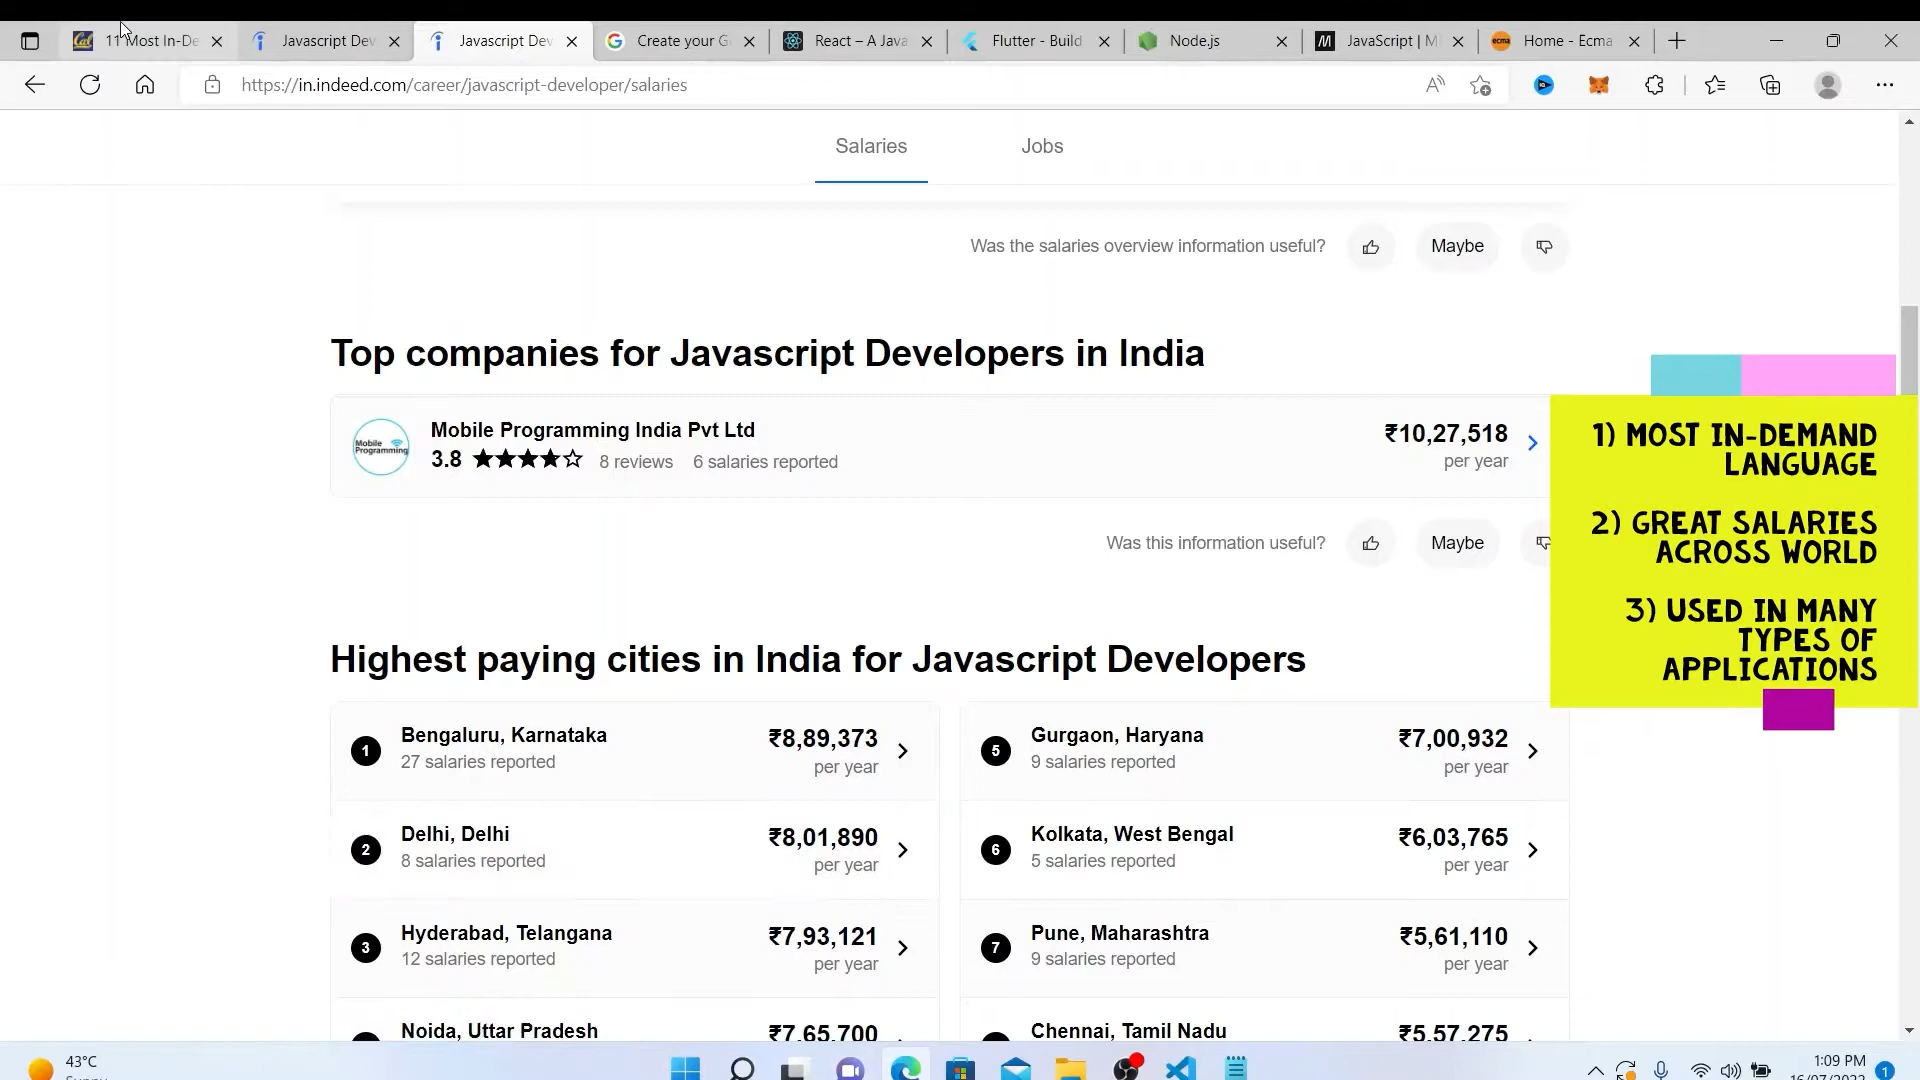 11 Most In-De
Javascript Dev
Javascript Dev
Create your G
React – A Java
Flutter - Build
Node.js
JavaScript | M
Home - Ecma
https://in.indeed.com/career/javascript-developer/salaries
Salaries
Jobs
Was the salaries overview information useful?
Maybe
Top companies for Javascript Developers in India
Mobile Programming
Mobile Programming India Pvt Ltd
3.8 ★★★★☆ 8 reviews 6 salaries reported
₹10,27,518
per year
Was this information useful?
Maybe
1) MOST IN-DEMAND
LANGUAGE
2) GREAT SALARIES
ACROSS WORLD
3) USED IN MANY
TYPES OF
APPLICATIONS
Highest paying cities in India for Javascript Developers
1
Bengaluru, Karnataka
27 salaries reported
₹8,89,373
per year
5
Gurgaon, Haryana
9 salaries reported
₹7,00,932
per year
2
Delhi, Delhi
8 salaries reported
₹8,01,890
per year
6
Kolkata, West Bengal
5 salaries reported
₹6,03,765
per year
3
Hyderabad, Telangana
12 salaries reported
₹7,93,121
per year
7
Pune, Maharashtra
9 salaries reported
₹5,61,110
per year
Noida, Uttar Pradesh
₹7,65,700
Chennai, Tamil Nadu
₹5,57,275
43°C
1:09 PM
1